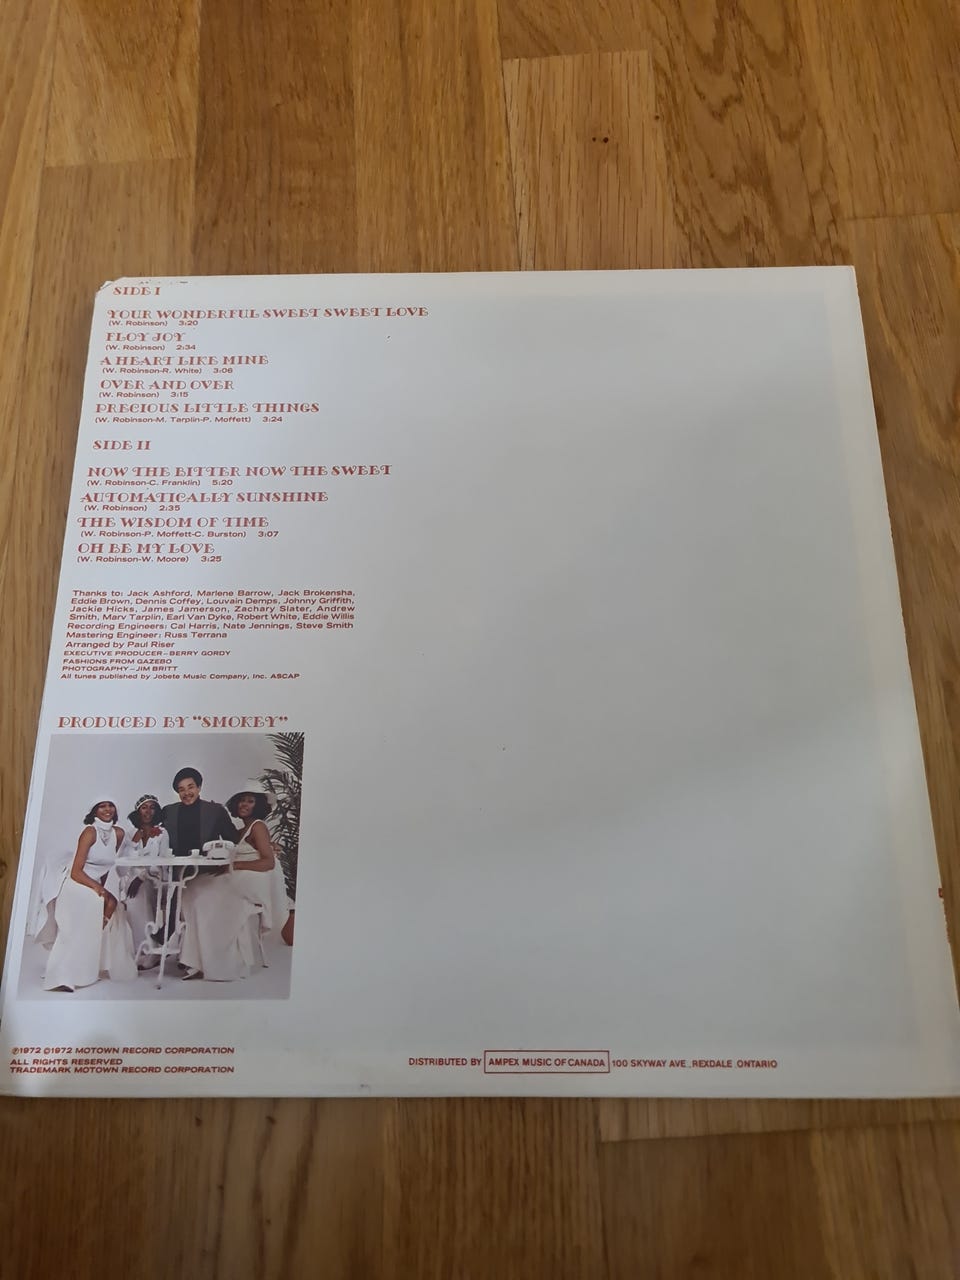 SIDE I
YOUR WONDERFUL SWEET SWEET LOVE
(W. Robinson) 3:20
FLOY JOY
(W. Robinson) 2:34
A HEART LIKE MINE
(W. Robinson-R. White) 3:06
OVER AND OVER
(W. Robinson) 3:15
PRECIOUS LITTLE THINGS
(W. Robinson-M. Tarplin-P. Moffett) 3:24
SIDE II
NOW THE BITTER NOW THE SWEET
(W. Robinson-C. Franklin) 5:20
AUTOMATICALLY SUNSHINE
(W. Robinson) 2:35
THE WISDOM OF TIME
(W. Robinson-P. Moffett-C. Burston) 3:07
OH BE MY LOVE
(W. Robinson-W. Moore) 3:25
Thanks to: Jack Ashford, Marlene Barrow, Jack Brokensha,
Eddie Brown, Dennis Coffey, Louvain Demps, Johnny Griffith,
Jackie Hicks, James Jamerson, Zachary Slater, Andrew
Smith, Marv Tarplin, Earl Van Dyke, Robert White, Eddie Willis
Recording Engineers: Cal Harris, Nate Jennings, Steve Smith
Mastering Engineer: Russ Terrana
Arranged by Paul Riser
EXECUTIVE PRODUCER–BERRY GORDY
FASHIONS FROM GAZEBO
PHOTOGRAPHY–JIM BRITT
All tunes published by Jobete Music Company, Inc. ASCAP
PRODUCED BY "SMOKEY"
℗1972 ©1972 MOTOWN RECORD CORPORATION
ALL RIGHTS RESERVED
TRADEMARK MOTOWN RECORD CORPORATION
DISTRIBUTED BY AMPEX MUSIC OF CANADA 100 SKYWAY AVE., REXDALE, ONTARIO